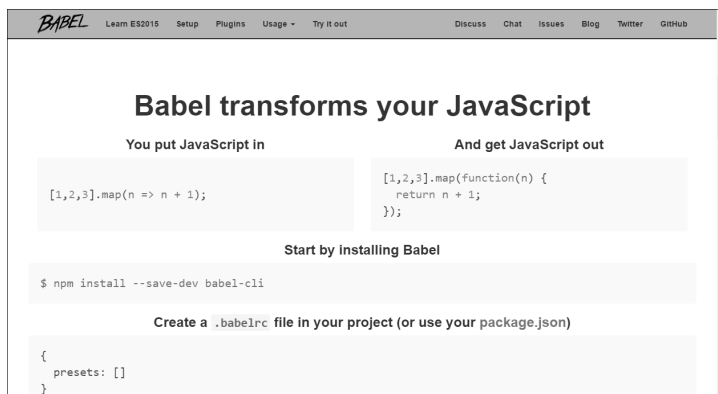 BABEL Learn ES2015 Setup Plugins Usage Try it out Discuss Chat Issues Blog Twitter GitHub
Babel transforms your JavaScript
You put JavaScript in
[1,2,3].map(n => n + 1);
And get JavaScript out
[1,2,3].map(function(n) {
  return n + 1;
});
Start by installing Babel
$ npm install --save-dev babel-cli
Create a .babelrc file in your project (or use your package.json)
{
  presets: []
}